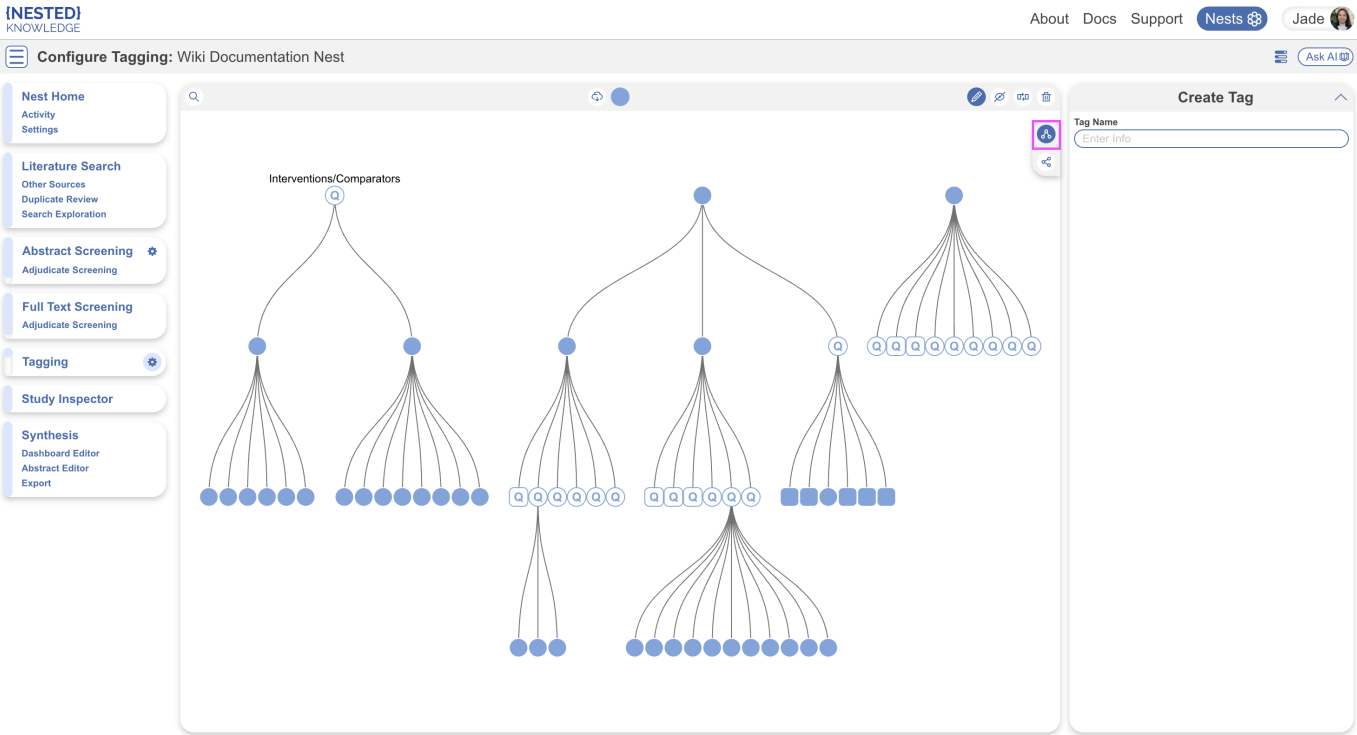 {NESTED}
KNOWLEDGE
About Docs Support Nests Jade
Configure Tagging: Wiki Documentation Nest
Ask AI
Nest Home
Activity
Settings
Literature Search
Other Sources
Duplicate Review
Search Exploration
Abstract Screening
Adjudicate Screening
Full Text Screening
Adjudicate Screening
Tagging
Study Inspector
Synthesis
Dashboard Editor
Abstract Editor
Export
Interventions/Comparators
Q
Q Q Q Q Q Q Q Q Q Q
Q Q Q Q Q Q Q Q Q Q Q Q
Create Tag
Tag Name
Enter Info